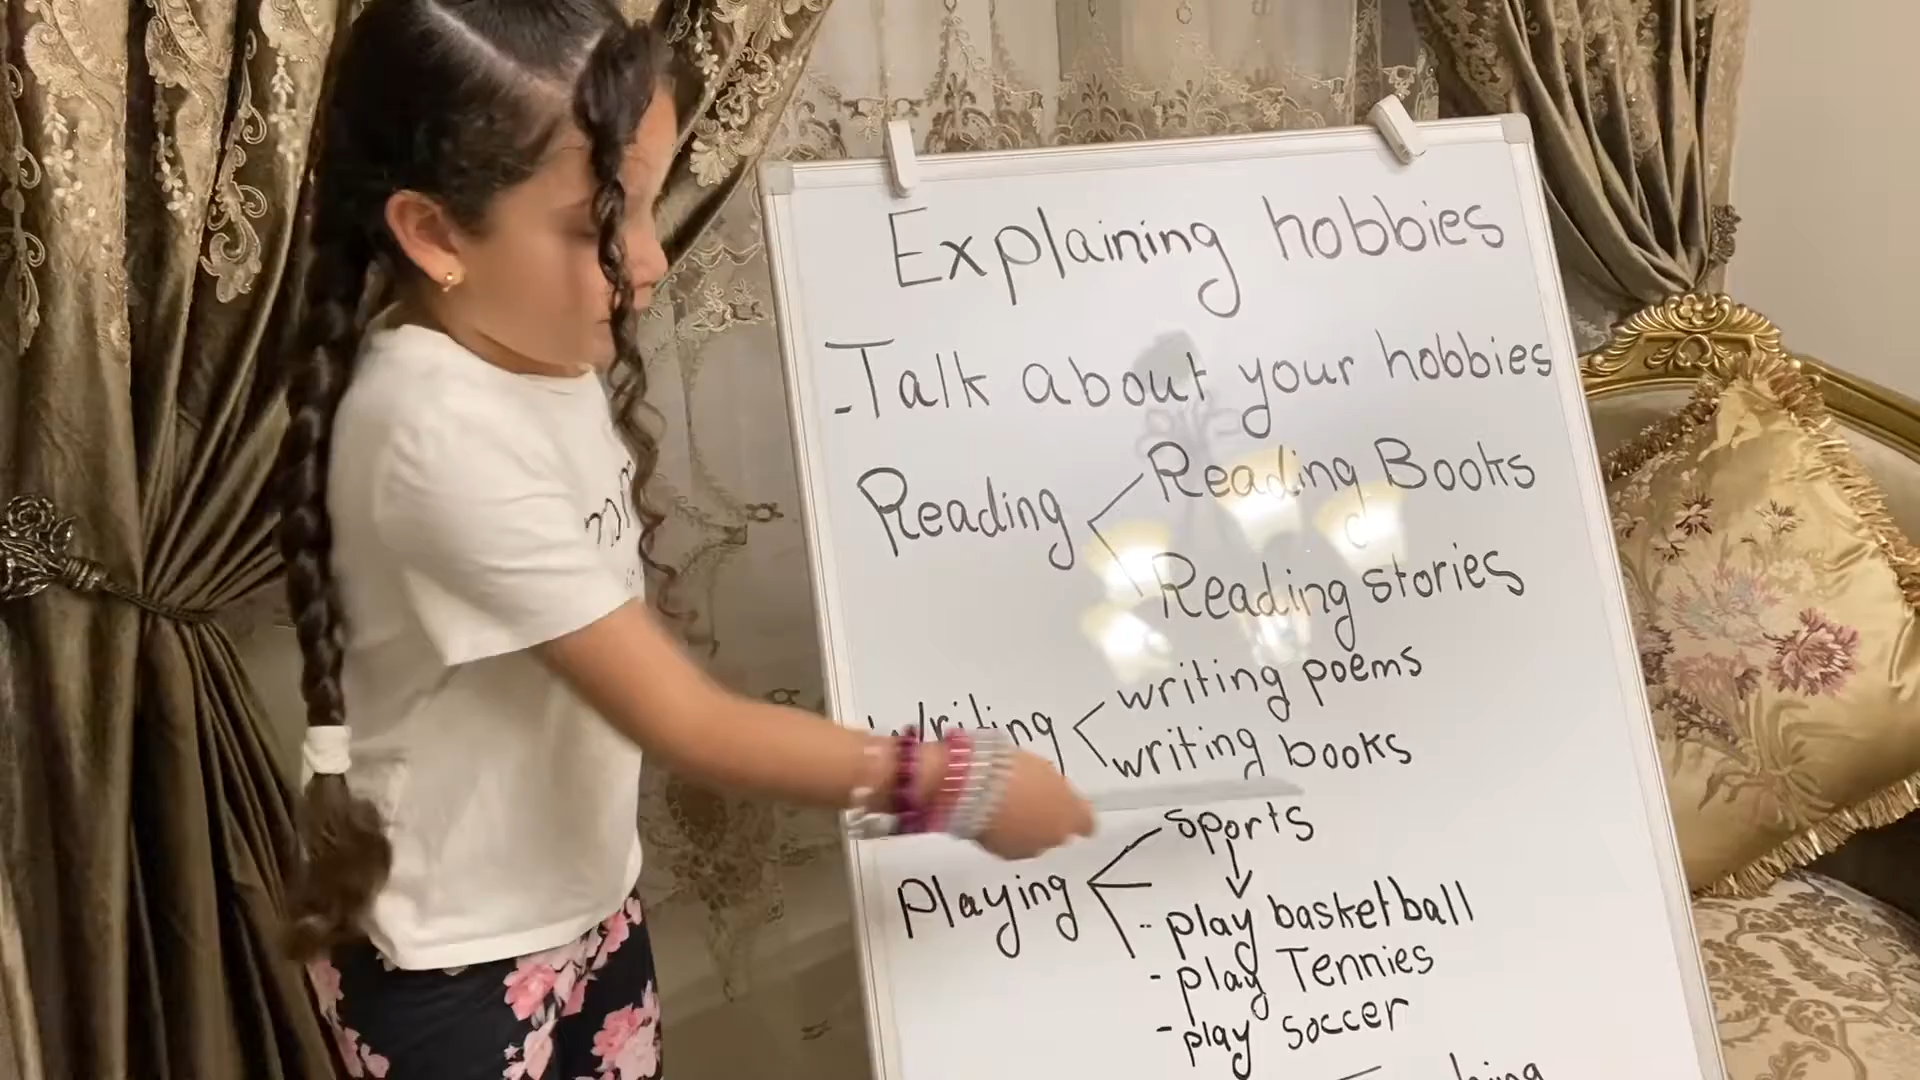 Explaining hobbies
-Talk about your hobbies
Reading
Reading Books
Reading stories
Writing
writing poems
writing books
Playing
sports
- play basketball
- play Tennies
- play soccer